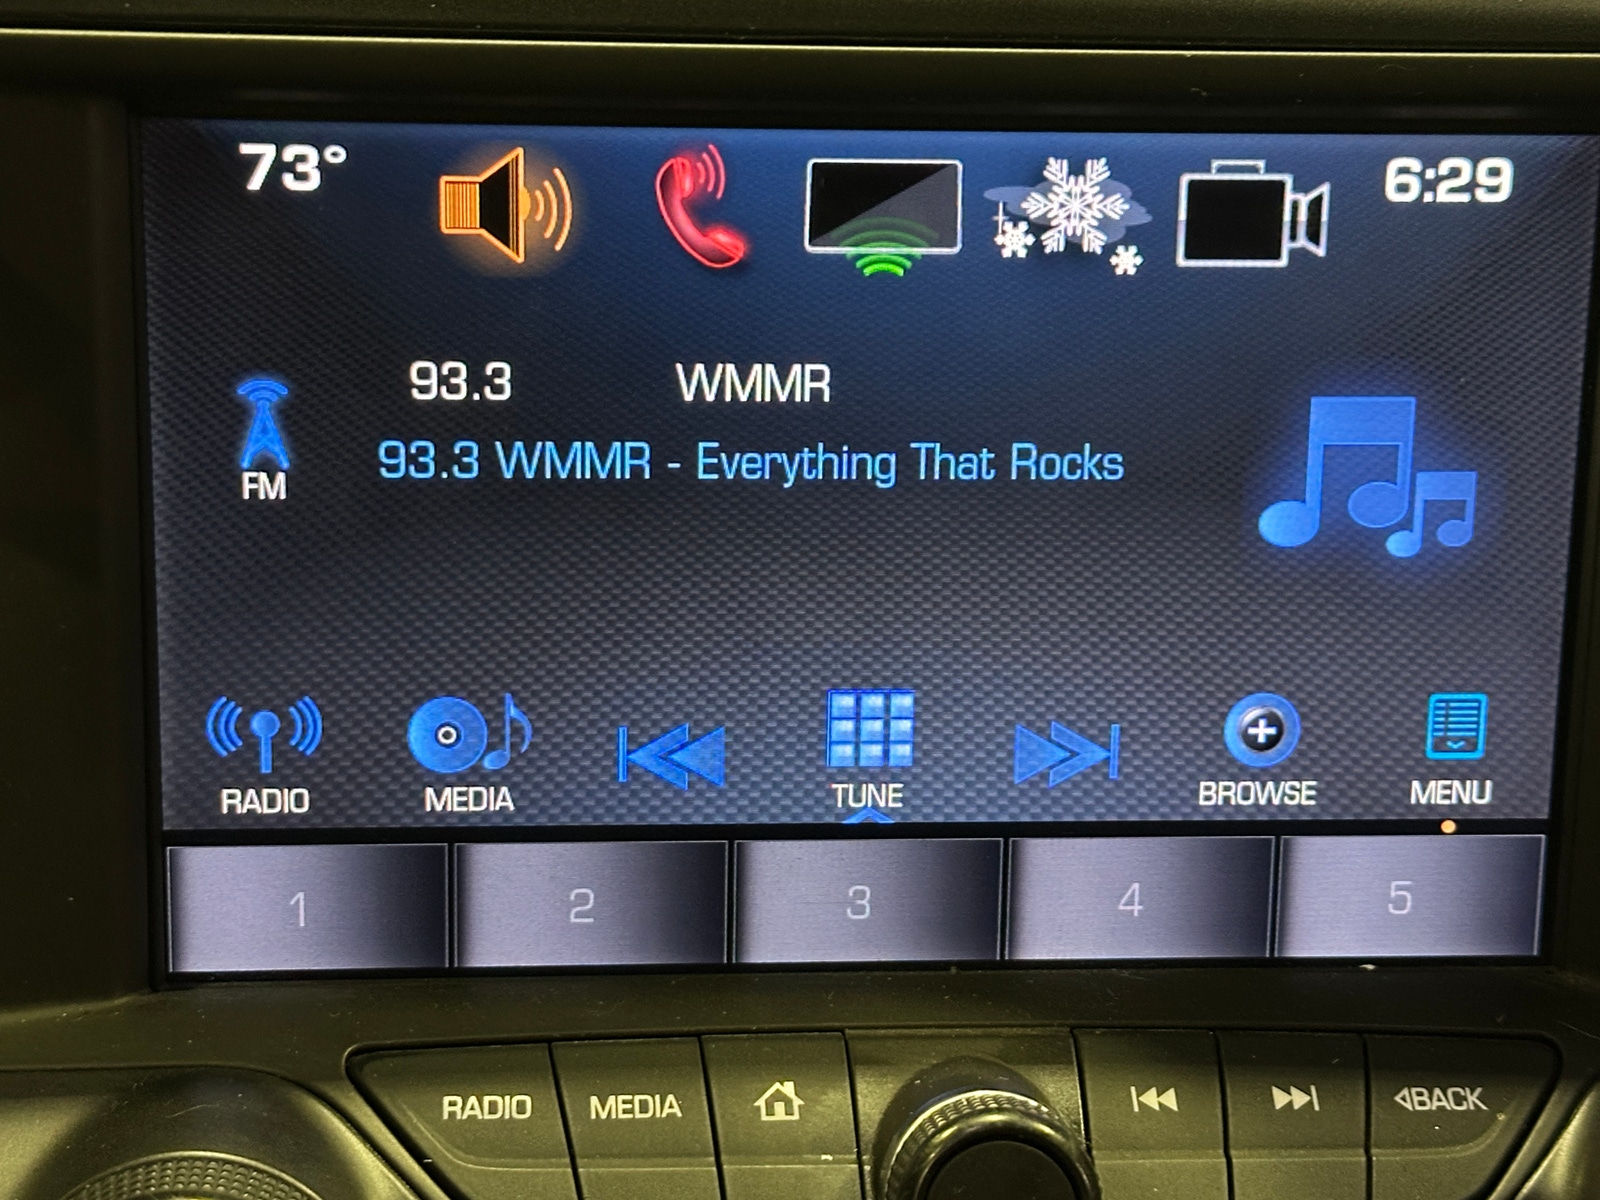 73° 6:29
93.3 WMMR
93.3 WMMR - Everything That Rocks
FM
RADIO MEDIA TUNE BROWSE MENU
1 2 3 4 5
RADIO MEDIA BACK